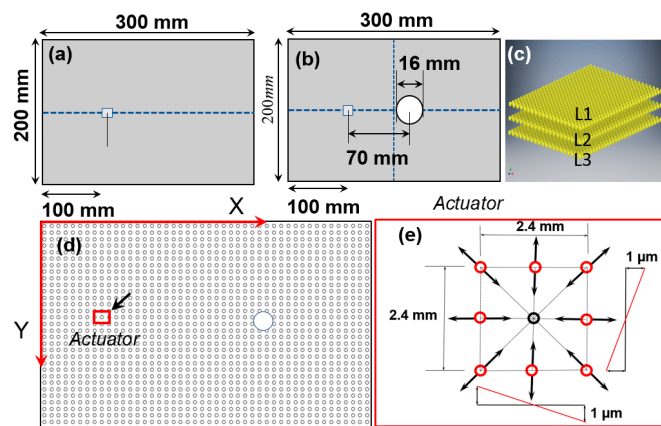 300 mm
300 mm
(a)
(b)
(c)
16 mm
200 mm
200mm
70 mm
L1
L2
L3
100 mm
100 mm
X
Actuator
(d)
(e)
2.4 mm
1 µm
2.4 mm
Y
Actuator
1 µm